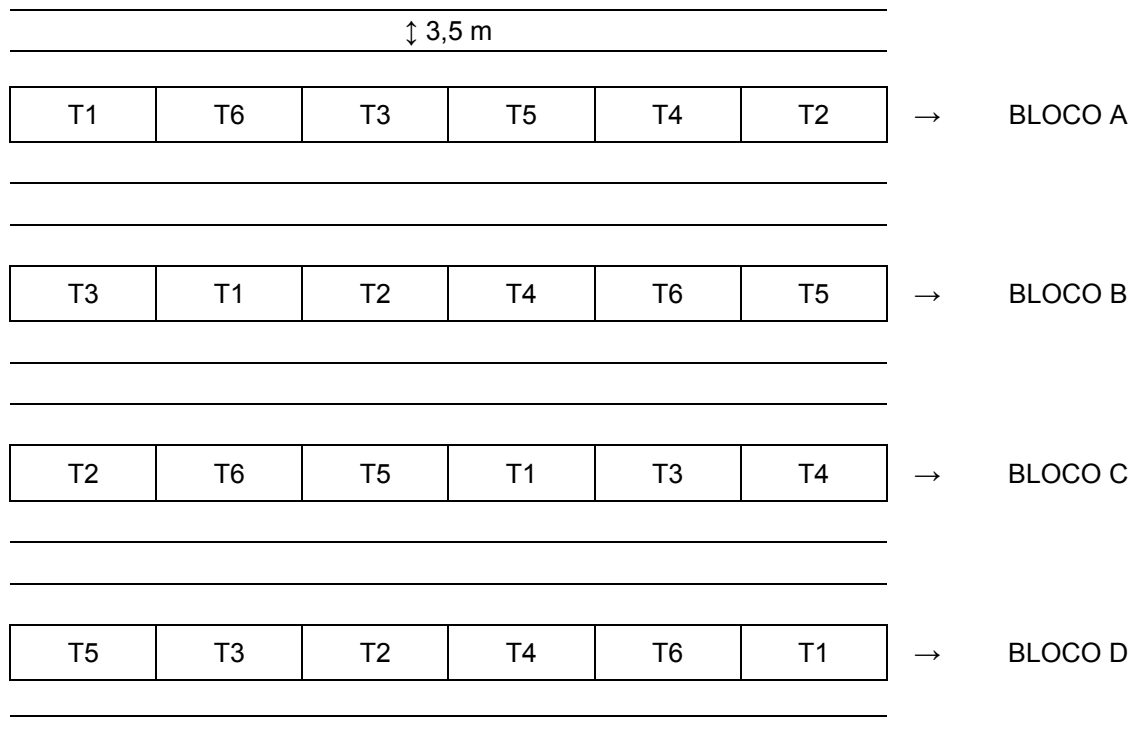 ↕ 3,5 m
T1 T6 T3 T5 T4 T2 → BLOCO A
T3 T1 T2 T4 T6 T5 → BLOCO B
T2 T6 T5 T1 T3 T4 → BLOCO C
T5 T3 T2 T4 T6 T1 → BLOCO D